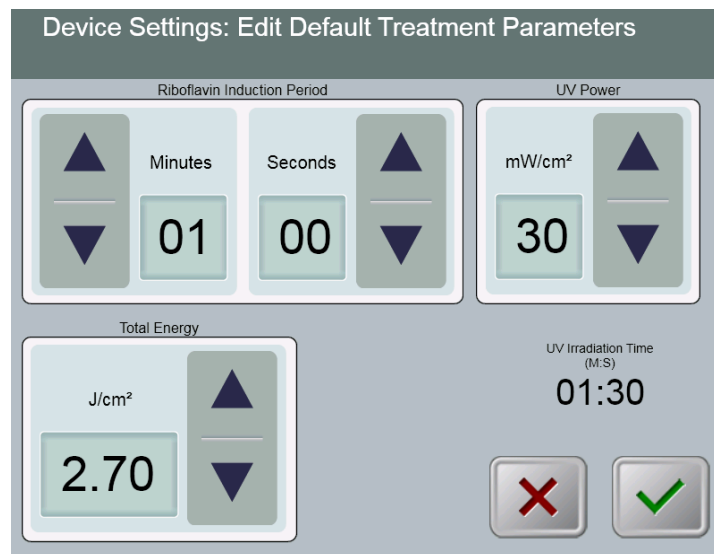 Device Settings: Edit Default Treatment Parameters
Riboflavin Induction Period
UV Power
Minutes
Seconds
mW/cm²
01
00
30
Total Energy
J/cm²
2.70
UV Irradiation Time
(M:S)
01:30